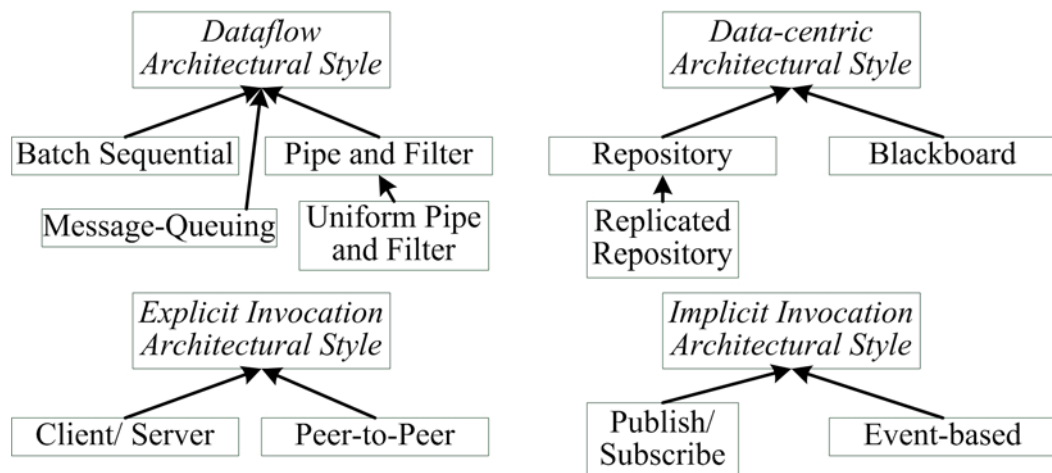 Dataflow
Architectural Style
Data-centric
Architectural Style
Batch Sequential
Pipe and Filter
Repository
Blackboard
Message-Queuing
Uniform Pipe
and Filter
Replicated
Repository
Explicit Invocation
Architectural Style
Implicit Invocation
Architectural Style
Client/ Server
Peer-to-Peer
Publish/
Subscribe
Event-based